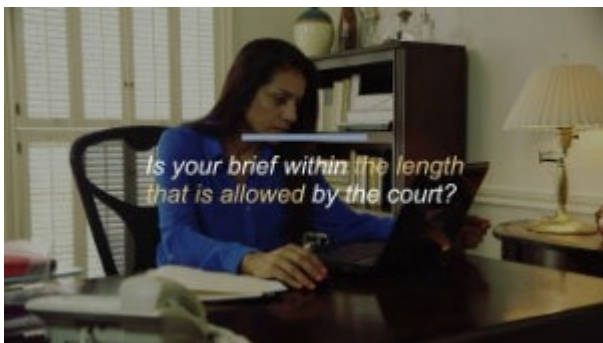 Is your brief within the length
that is allowed by the court?